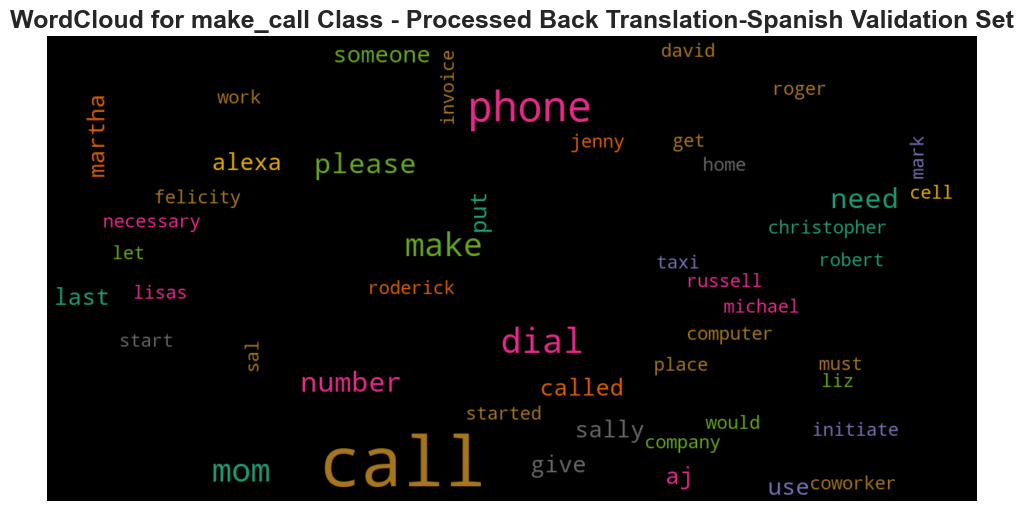 WordCloud for make_call Class - Processed Back Translation-Spanish Validation Set
someone
david
invoice
work
roger
martha
phone
jenny
get
mark
alexa
please
home
felicity
put
need
cell
necessary
christopher
let
make
taxi
robert
last
lisas
roderick
russell
michael
start
sal
dial
computer
place
must
number
called
liz
started
sally
would
company
initiate
call
mom
give
aj
use
coworker